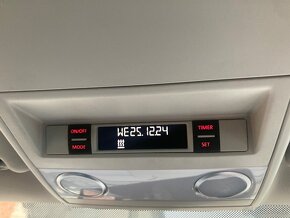 ON/OFF
MODE
WE25.12.24
TIMER
SET